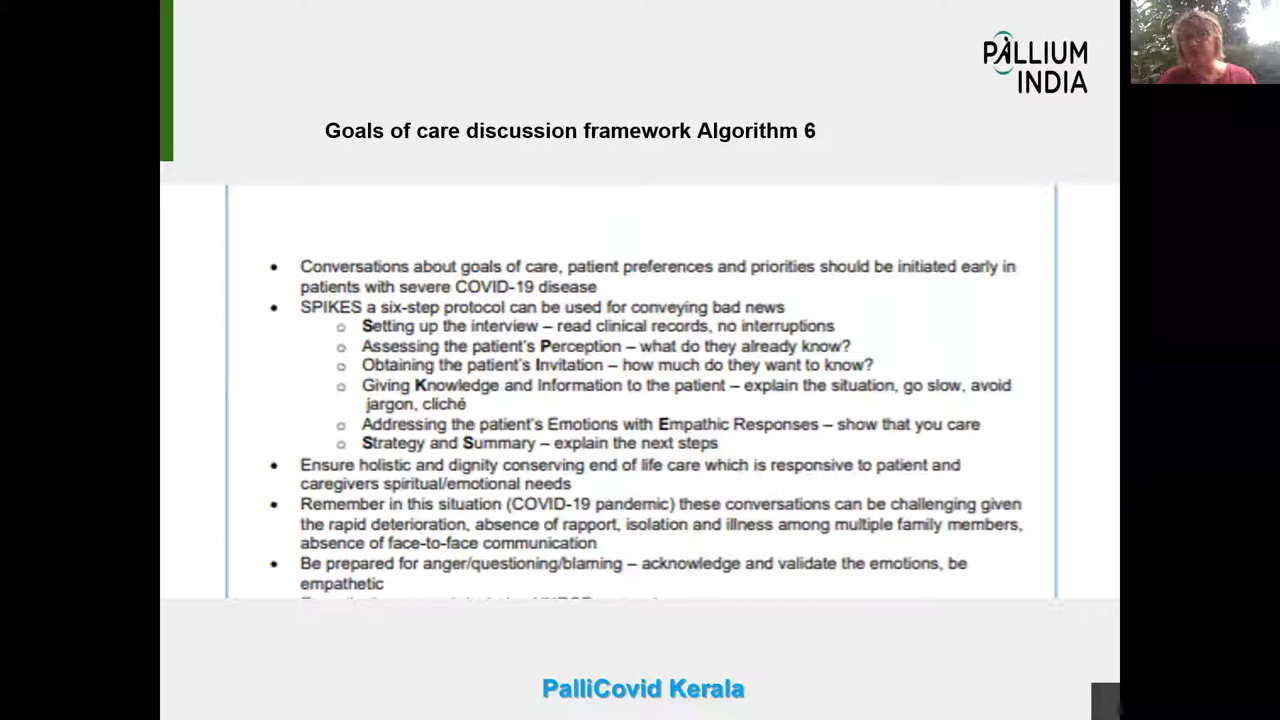 PALLIUM
INDIA
Goals of care discussion framework Algorithm 6
• Conversations about goals of care, patient preferences and priorities should be initiated early in
patients with severe COVID-19 disease
• SPIKES a six-step protocol can be used for conveying bad news
o Setting up the interview – read clinical records, no interruptions
o Assessing the patient's Perception – what do they already know?
o Obtaining the patient's Invitation – how much do they want to know?
o Giving Knowledge and Information to the patient – explain the situation, go slow, avoid
jargon, cliché
o Addressing the patient's Emotions with Empathic Responses – show that you care
o Strategy and Summary – explain the next steps
• Ensure holistic and dignity conserving end of life care which is responsive to patient and
caregivers spiritual/emotional needs
• Remember in this situation (COVID-19 pandemic) these conversations can be challenging given
the rapid deterioration, absence of rapport, isolation and illness among multiple family members,
absence of face-to-face communication
• Be prepared for anger/questioning/blaming – acknowledge and validate the emotions, be
empathetic
PalliCovid Kerala